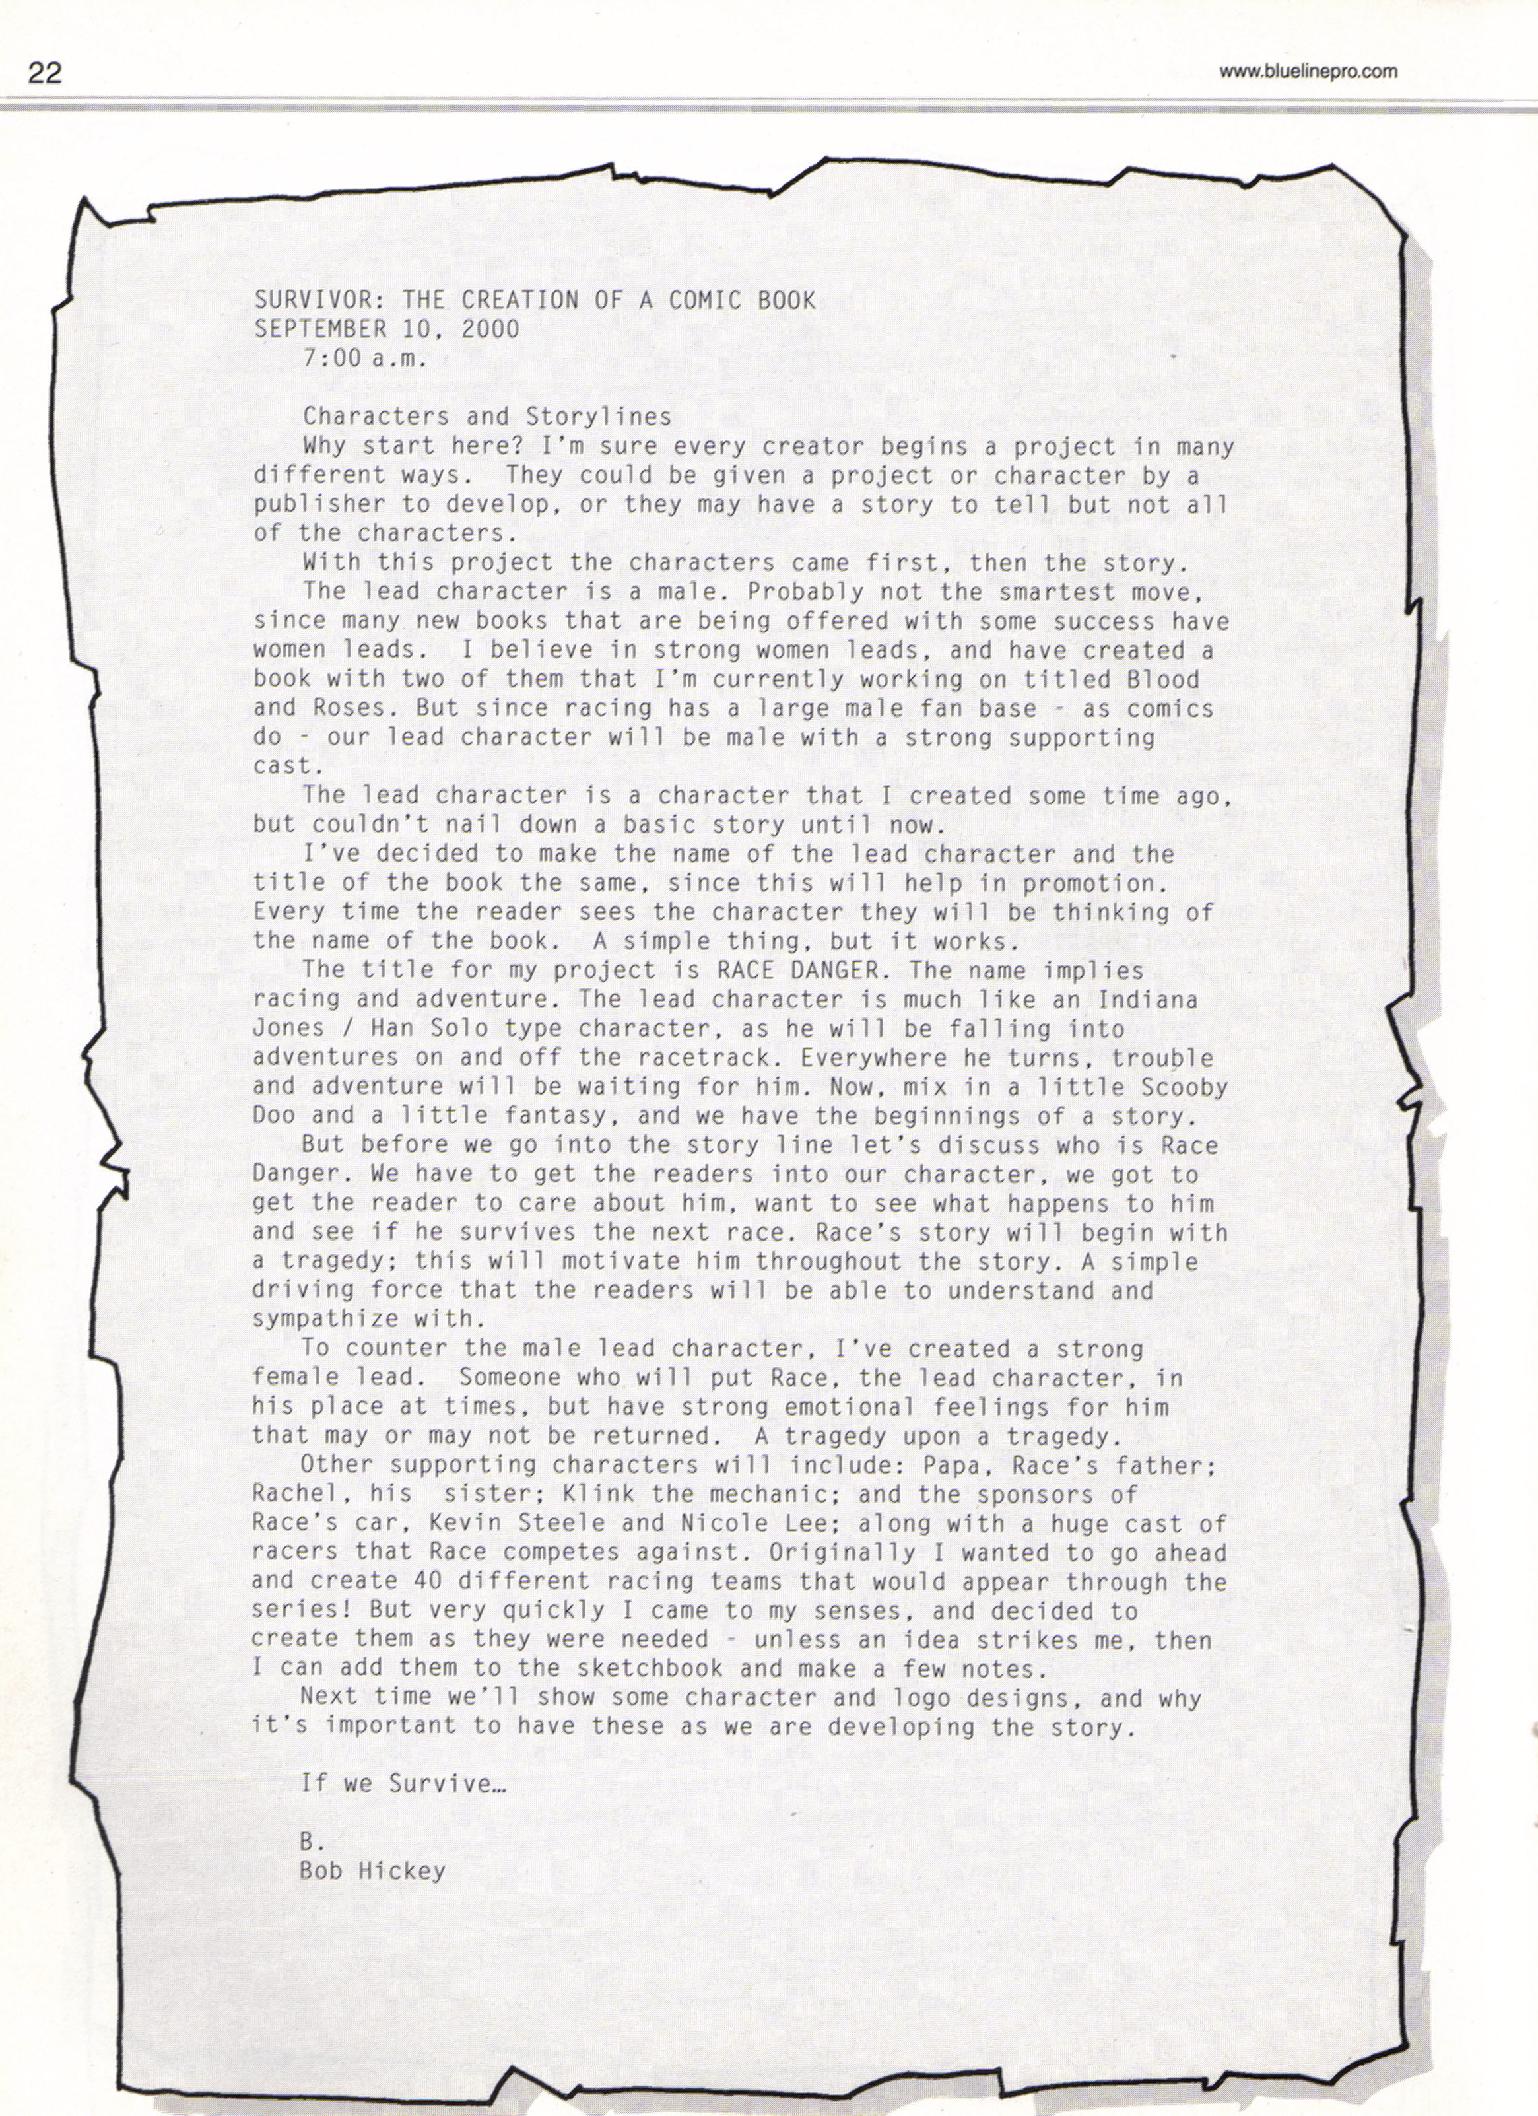 22
www.bluelinepro.com
SURVIVOR: THE CREATION OF A COMIC BOOK
SEPTEMBER 10, 2000
7:00 a.m.
Characters and Storylines
Why start here? I'm sure every creator begins a project in many
different ways.  They could be given a project or character by a
publisher to develop, or they may have a story to tell but not all
of the characters.
With this project the characters came first, then the story.
The lead character is a male. Probably not the smartest move,
since many new books that are being offered with some success have
women leads.  I believe in strong women leads, and have created a
book with two of them that I'm currently working on titled Blood
and Roses. But since racing has a large male fan base - as comics
do - our lead character will be male with a strong supporting
cast.
The lead character is a character that I created some time ago,
but couldn't nail down a basic story until now.
I've decided to make the name of the lead character and the
title of the book the same, since this will help in promotion.
Every time the reader sees the character they will be thinking of
the name of the book.  A simple thing, but it works.
The title for my project is RACE DANGER. The name implies
racing and adventure. The lead character is much like an Indiana
Jones / Han Solo type character, as he will be falling into
adventures on and off the racetrack. Everywhere he turns, trouble
and adventure will be waiting for him. Now, mix in a little Scooby
Doo and a little fantasy, and we have the beginnings of a story.
But before we go into the story line let's discuss who is Race
Danger. We have to get the readers into our character, we got to
get the reader to care about him, want to see what happens to him
and see if he survives the next race. Race's story will begin with
a tragedy; this will motivate him throughout the story. A simple
driving force that the readers will be able to understand and
sympathize with.
To counter the male lead character, I've created a strong
female lead.  Someone who will put Race, the lead character, in
his place at times, but have strong emotional feelings for him
that may or may not be returned.  A tragedy upon a tragedy.
Other supporting characters will include: Papa, Race's father;
Rachel, his  sister; Klink the mechanic; and the sponsors of
Race's car, Kevin Steele and Nicole Lee; along with a huge cast of
racers that Race competes against. Originally I wanted to go ahead
and create 40 different racing teams that would appear through the
series! But very quickly I came to my senses, and decided to
create them as they were needed - unless an idea strikes me, then
I can add them to the sketchbook and make a few notes.
Next time we'll show some character and logo designs, and why
it's important to have these as we are developing the story.
If we Survive…
B.
Bob Hickey